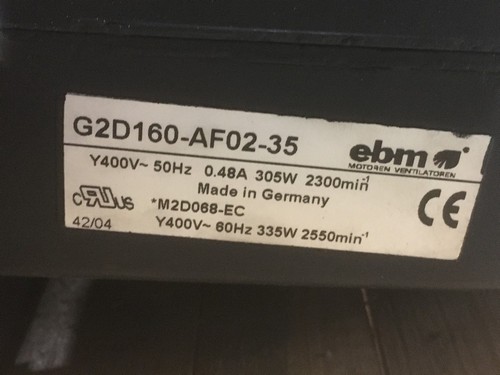 G2D160-AF02-35
ebm
MOTOREN VENTILATOREN
Y400V~ 50Hz 0.48A 305W 2300min⁻¹
Made in Germany
cRUus *M2D068-EC
CE
42/04 Y400V~ 60Hz 335W 2550min⁻¹